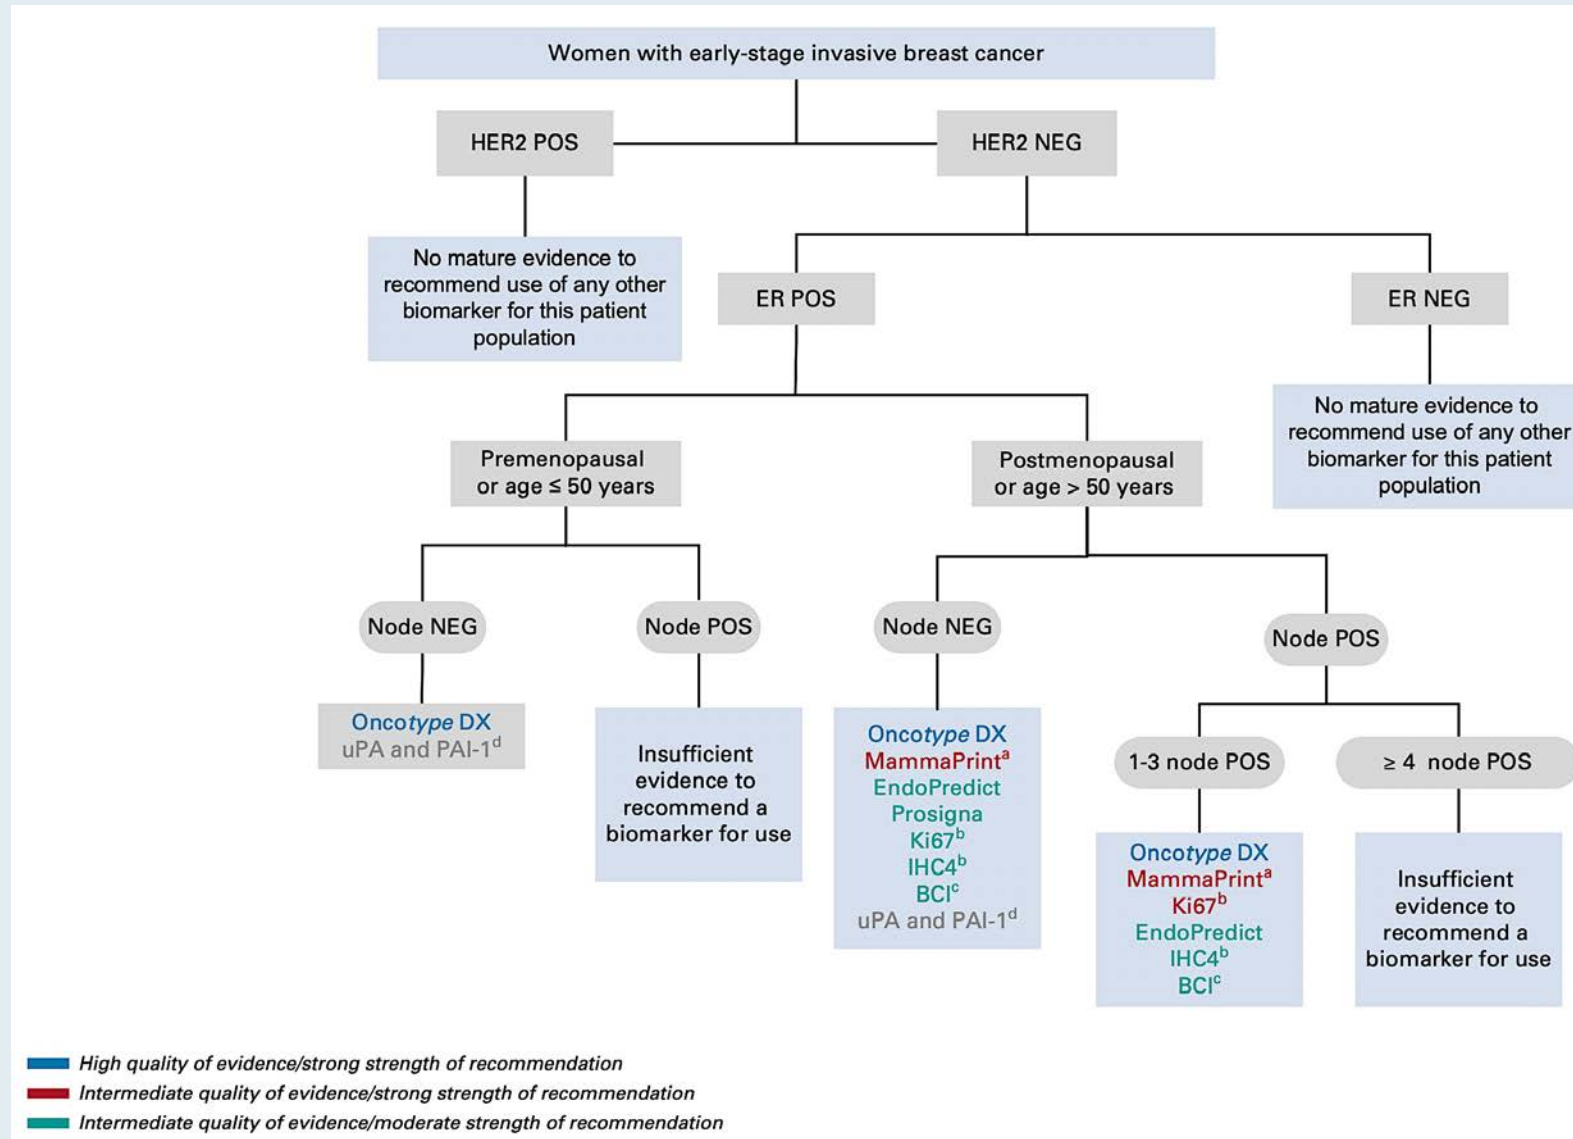 Women with early-stage invasive breast cancer
HER2 POS
HER2 NEG
No mature evidence to
recommend use of any other
biomarker for this patient
population
ER POS
ER NEG
No mature evidence to
recommend use of any other
biomarker for this patient
population
Premenopausal
or age ≤ 50 years
Postmenopausal
or age > 50 years
Node NEG
Node POS
Node NEG
Node POS
Oncotype DX
uPA and PAI-1ᵈ
Insufficient
evidence to
recommend a
biomarker for use
Oncotype DX
MammaPrintᵃ
EndoPredict
Prosigna
Ki67ᵇ
IHC4ᵇ
BCIᶜ
uPA and PAI-1ᵈ
1-3 node POS
≥ 4 node POS
Oncotype DX
MammaPrintᵃ
Ki67ᵇ
EndoPredict
IHC4ᵇ
BCIᶜ
Insufficient
evidence to
recommend a
biomarker for use
High quality of evidence/strong strength of recommendation
Intermediate quality of evidence/strong strength of recommendation
Intermediate quality of evidence/moderate strength of recommendation